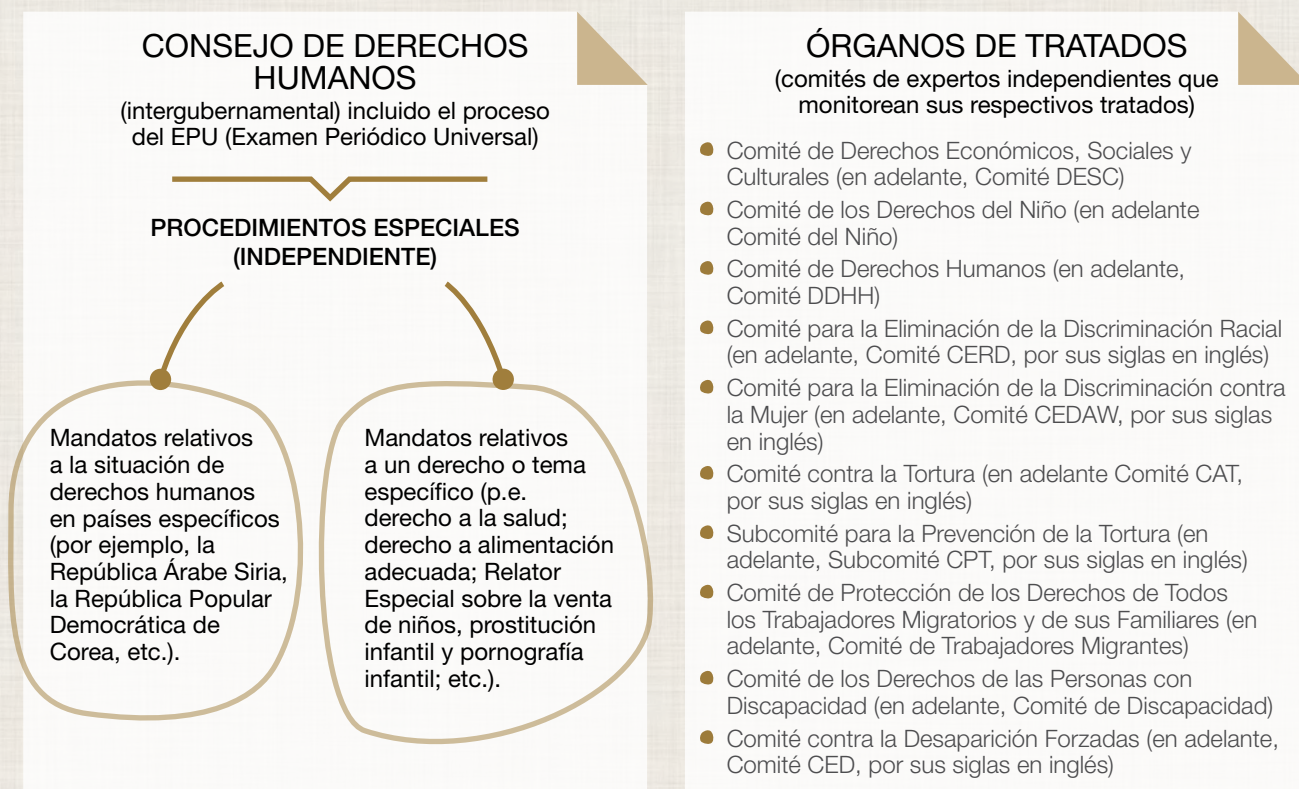 CONSEJO DE DERECHOS
HUMANOS
(intergubernamental) incluido el proceso
del EPU (Examen Periódico Universal)
PROCEDIMIENTOS ESPECIALES
(INDEPENDIENTE)
Mandatos relativos
a la situación de
derechos humanos
en países específicos
(por ejemplo, la
República Árabe Siria,
la República Popular
Democrática de
Corea, etc.).
Mandatos relativos
a un derecho o tema
específico (p.e.
derecho a la salud;
derecho a alimentación
adecuada; Relator
Especial sobre la venta
de niños, prostitución
infantil y pornografía
infantil; etc.).
ÓRGANOS DE TRATADOS
(comités de expertos independientes que
monitorean sus respectivos tratados)
Comité de Derechos Económicos, Sociales y
Culturales (en adelante, Comité DESC)
Comité de los Derechos del Niño (en adelante
Comité del Niño)
Comité de Derechos Humanos (en adelante,
Comité DDHH)
Comité para la Eliminación de la Discriminación Racial
(en adelante, Comité CERD, por sus siglas en inglés)
Comité para la Eliminación de la Discriminación contra
la Mujer (en adelante, Comité CEDAW, por sus siglas
en inglés)
Comité contra la Tortura (en adelante Comité CAT,
por sus siglas en inglés)
Subcomité para la Prevención de la Tortura (en
adelante, Subcomité CPT, por sus siglas en inglés)
Comité de Protección de los Derechos de Todos
los Trabajadores Migratorios y de sus Familiares (en
adelante, Comité de Trabajadores Migrantes)
Comité de los Derechos de las Personas con
Discapacidad (en adelante, Comité de Discapacidad)
Comité contra la Desaparición Forzadas (en adelante,
Comité CED, por sus siglas en inglés)